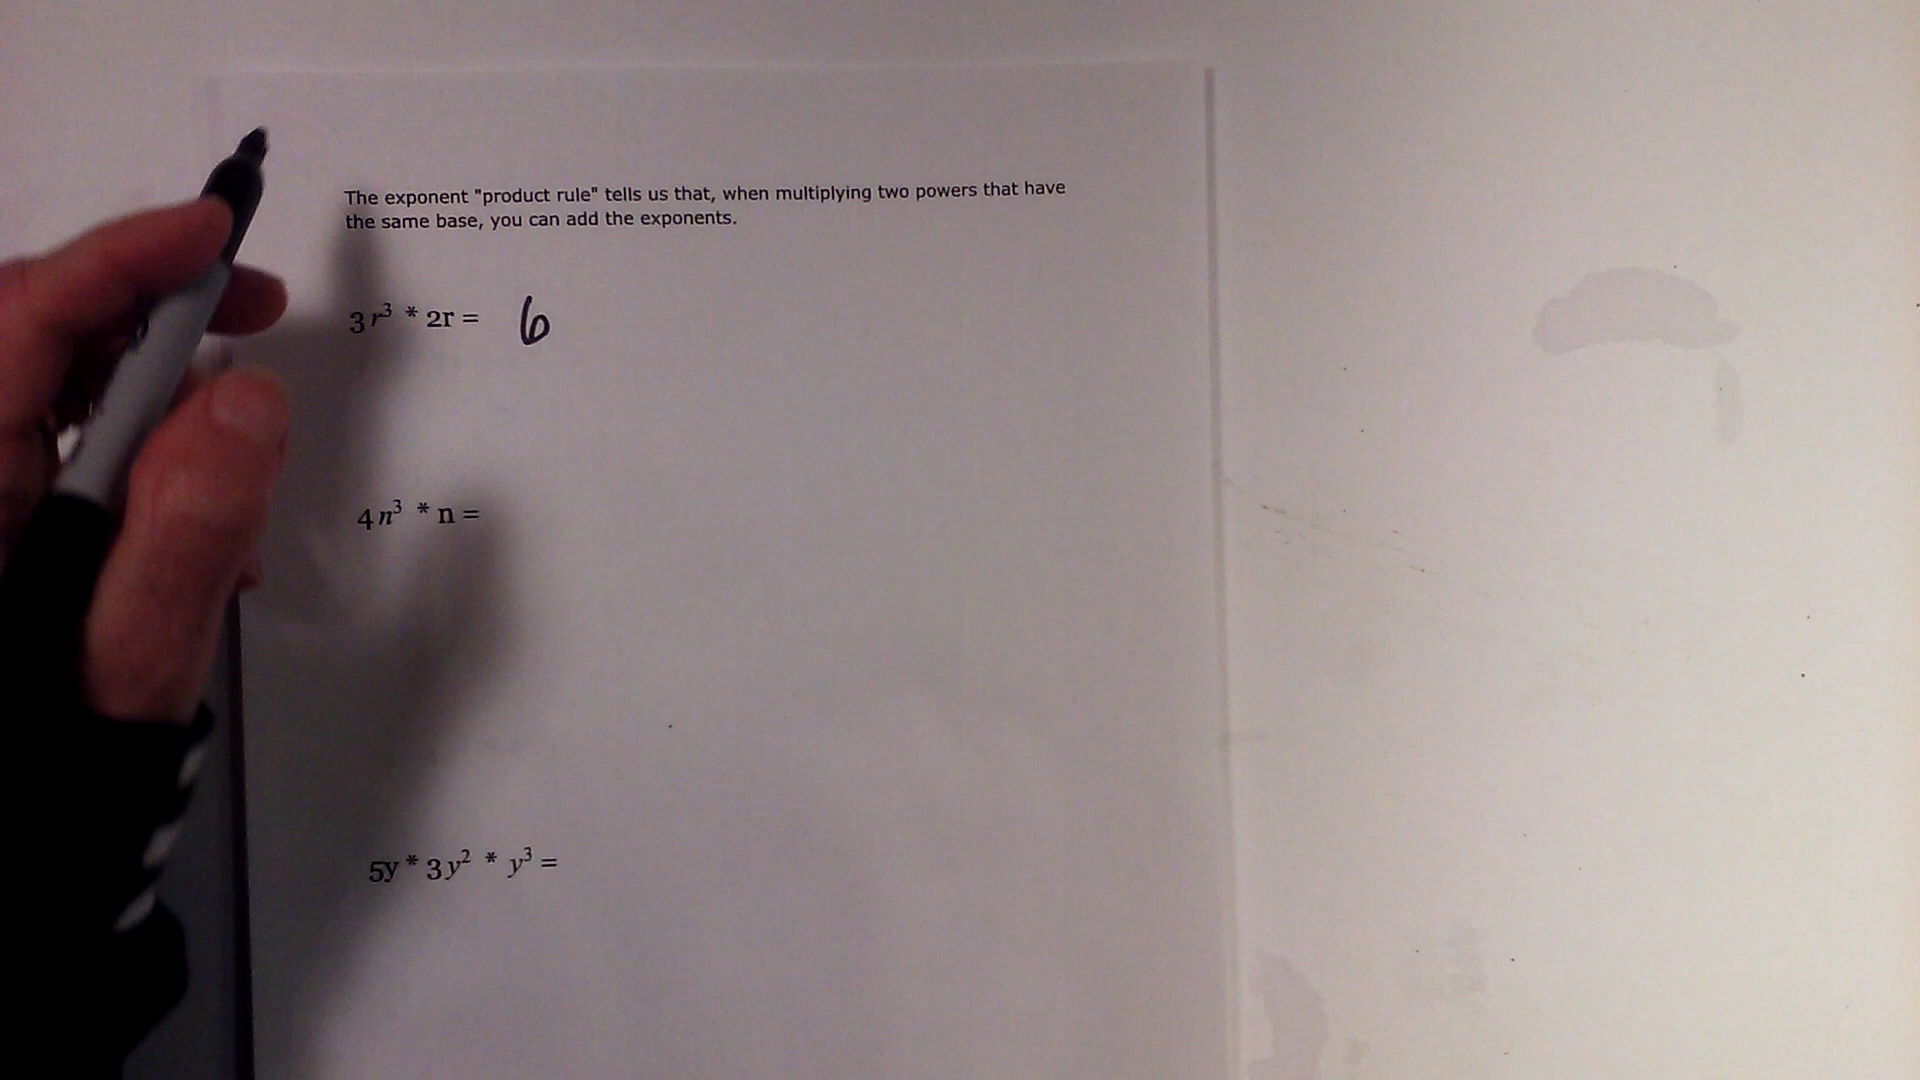 The exponent "product rule" tells us that, when multiplying two powers that have
the same base, you can add the exponents.
3r³ * 2r = 6
4n³ * n =
5y * 3y² * y³ =